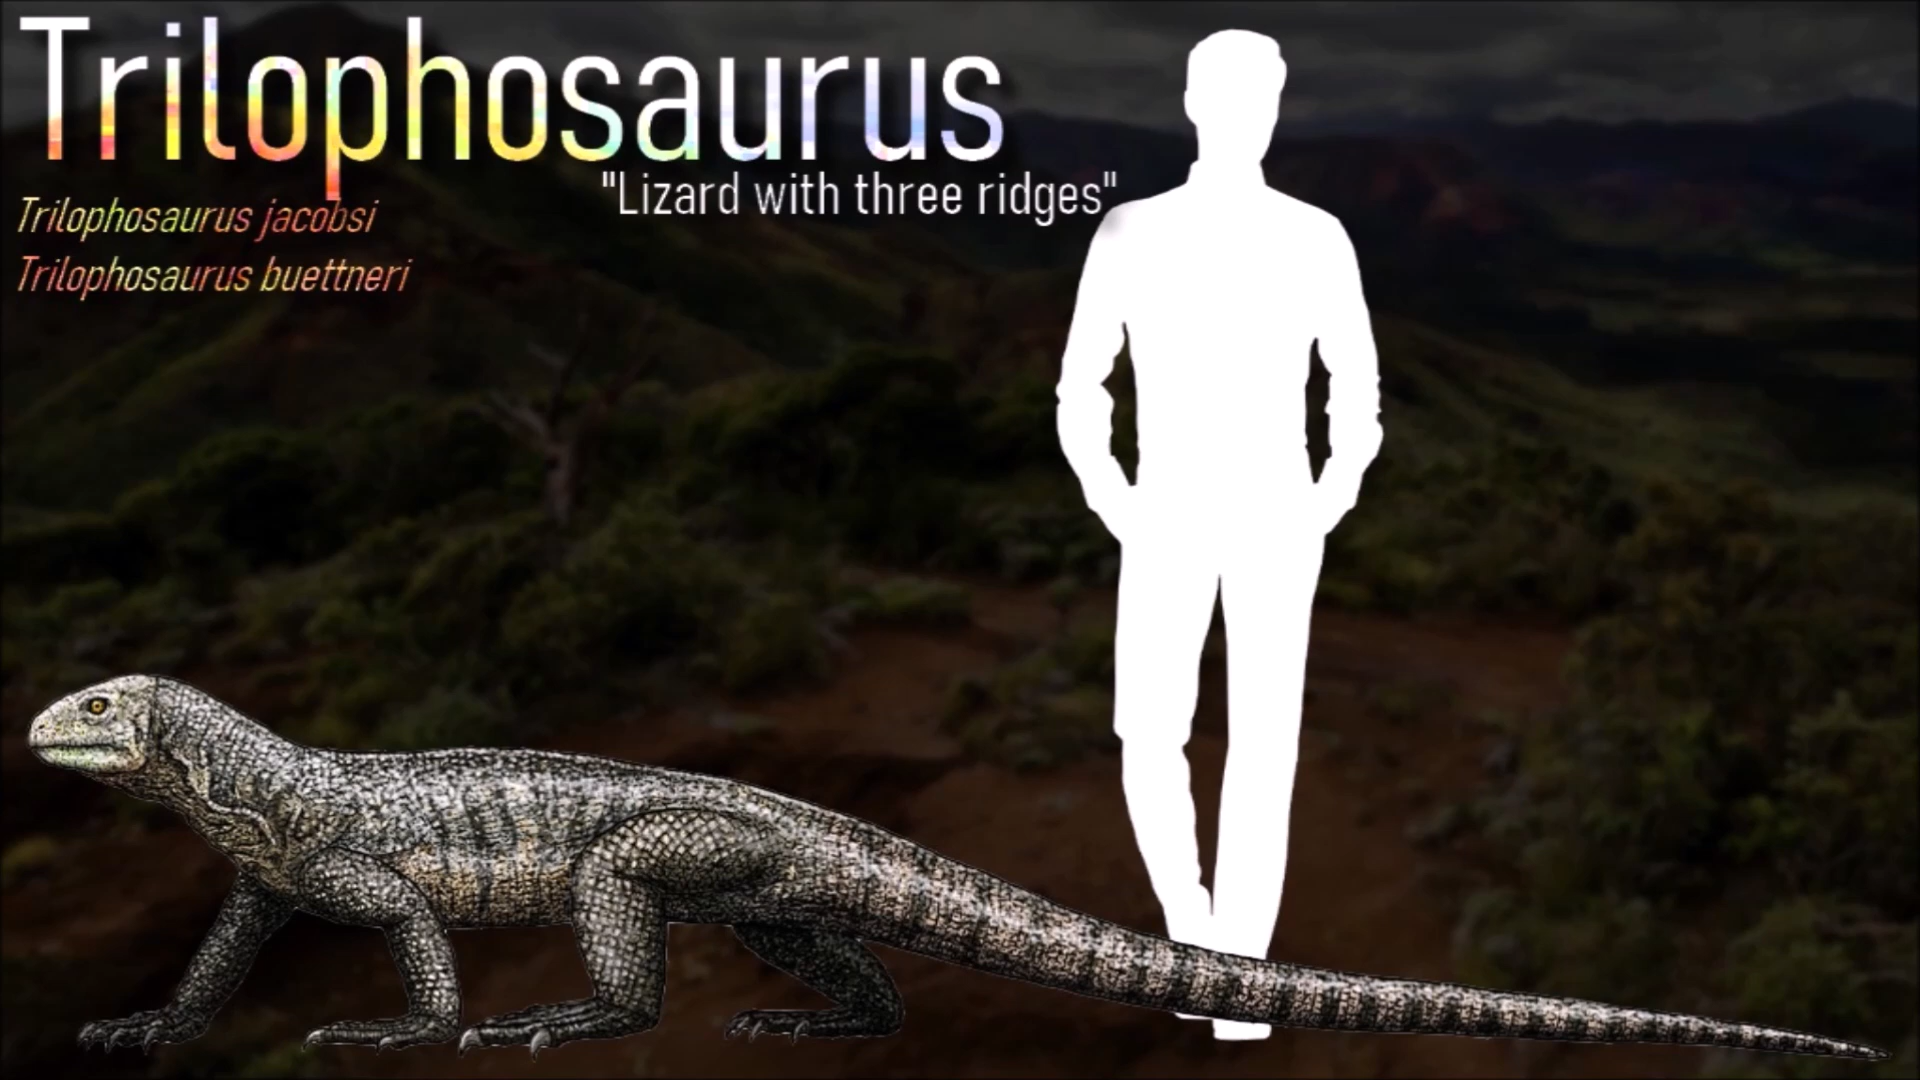 Trilophosaurus
"Lizard with three ridges"
Trilophosaurus jacobsi
Trilophosaurus buettneri